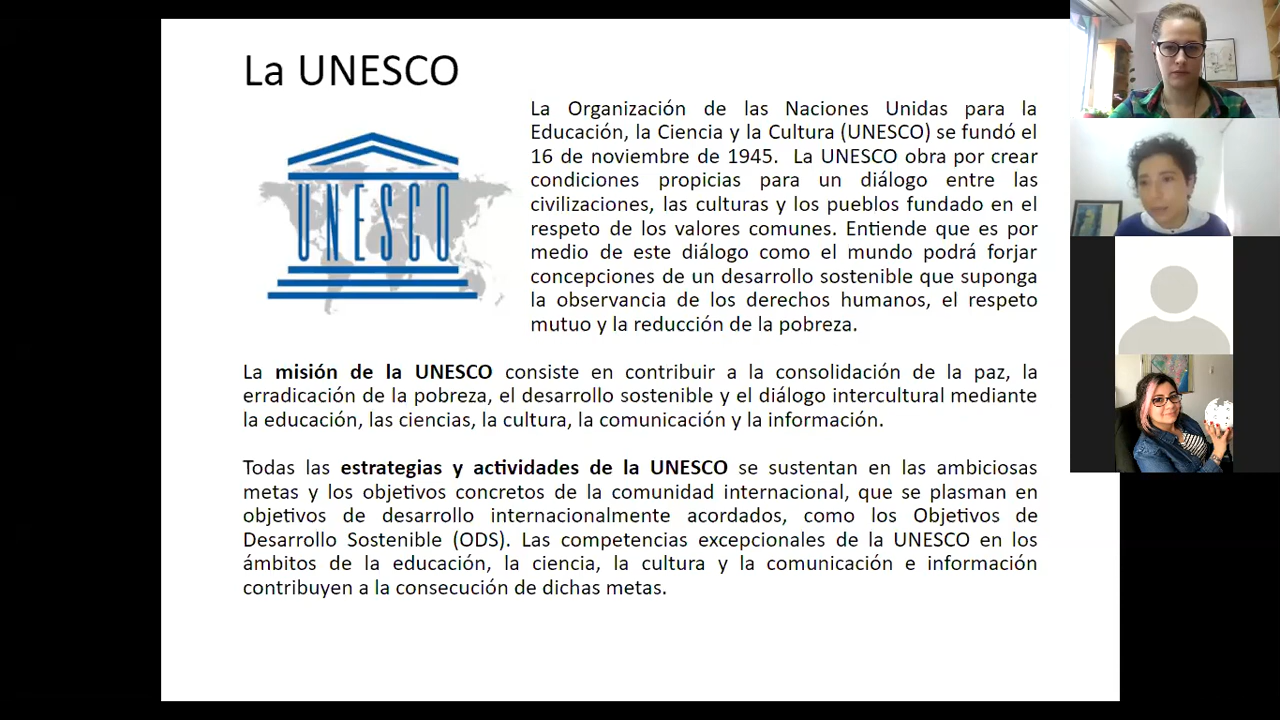 La UNESCO
UNESCO
La Organización de las Naciones Unidas para la
Educación, la Ciencia y la Cultura (UNESCO) se fundó el
16 de noviembre de 1945. La UNESCO obra por crear
condiciones propicias para un diálogo entre las
civilizaciones, las culturas y los pueblos fundado en el
respeto de los valores comunes. Entiende que es por
medio de este diálogo como el mundo podrá forjar
concepciones de un desarrollo sostenible que suponga
la observancia de los derechos humanos, el respeto
mutuo y la reducción de la pobreza.
La misión de la UNESCO consiste en contribuir a la consolidación de la paz, la
erradicación de la pobreza, el desarrollo sostenible y el diálogo intercultural mediante
la educación, las ciencias, la cultura, la comunicación y la información.
Todas las estrategias y actividades de la UNESCO se sustentan en las ambiciosas
metas y los objetivos concretos de la comunidad internacional, que se plasman en
objetivos de desarrollo internacionalmente acordados, como los Objetivos de
Desarrollo Sostenible (ODS). Las competencias excepcionales de la UNESCO en los
ámbitos de la educación, la ciencia, la cultura y la comunicación e información
contribuyen a la consecución de dichas metas.